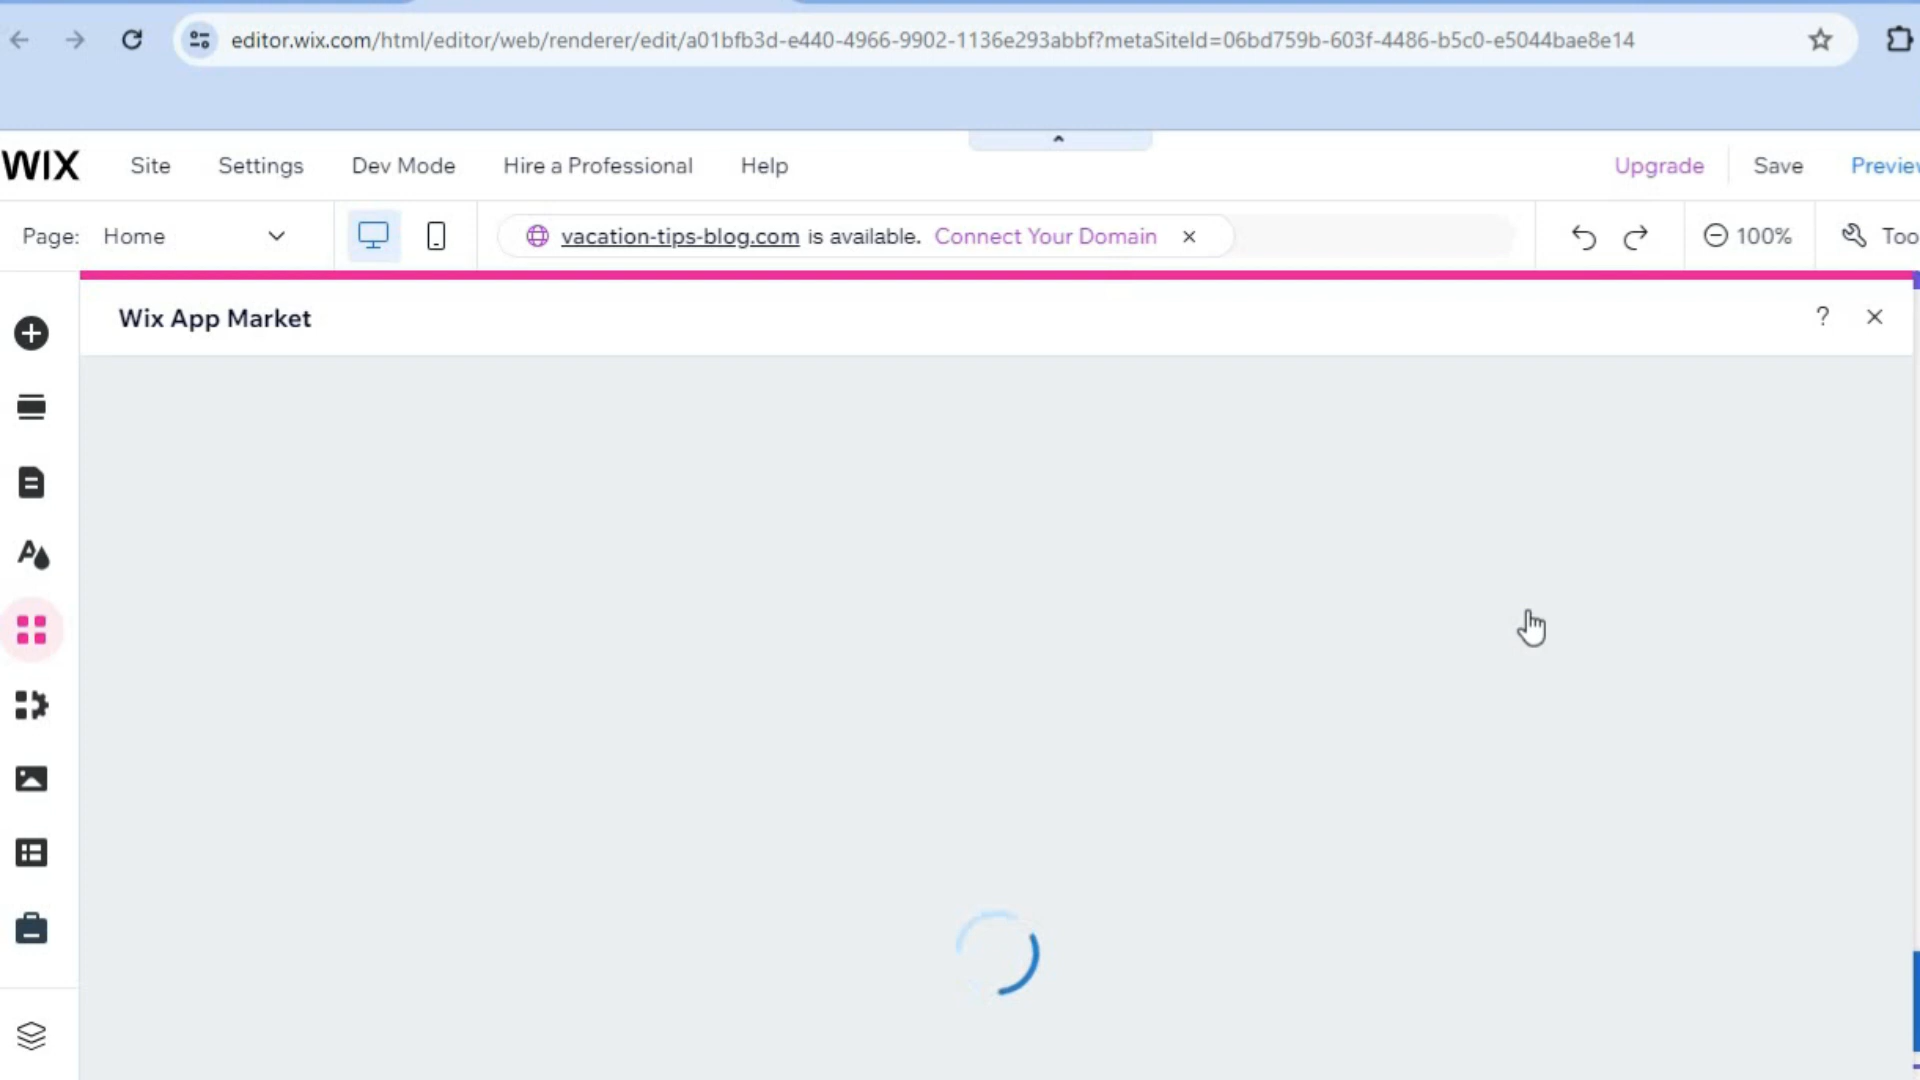 editor.wix.com/html/editor/web/renderer/edit/a01bfb3d-e440-4966-9902-1136e293abbf?metaSiteId=06bd759b-603f-4486-b5c0-e5044bae8e14
WIX Site Settings Dev Mode Hire a Professional Help Upgrade Save Preview
Page: Home vacation-tips-blog.com is available. Connect Your Domain 100% Too
Wix App Market ?